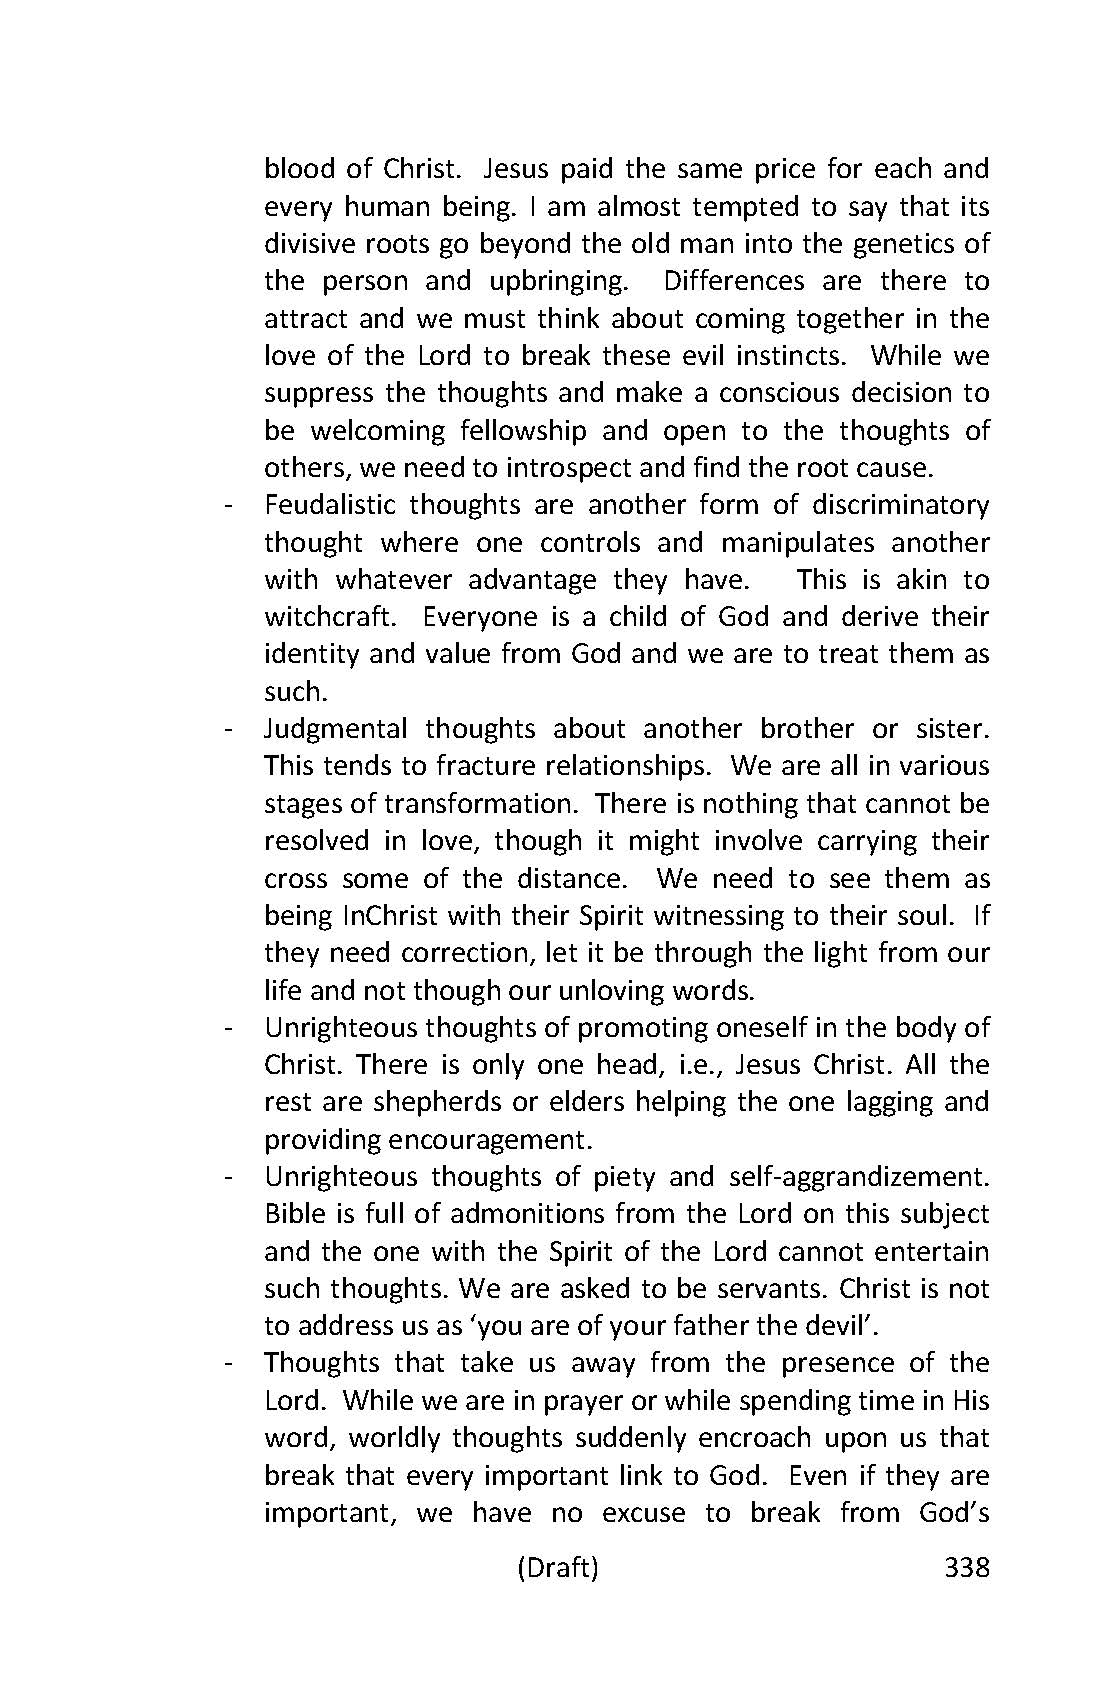 blood of Christ. Jesus paid the same price for each and
every human being. I am almost tempted to say that its
divisive roots go beyond the old man into the genetics of
the person and upbringing. Differences are there to
attract and we must think about coming together in the
love of the Lord to break these evil instincts. While we
suppress the thoughts and make a conscious decision to
be welcoming fellowship and open to the thoughts of
others, we need to introspect and find the root cause.
- Feudalistic thoughts are another form of discriminatory
thought where one controls and manipulates another
with whatever advantage they have. This is akin to
witchcraft. Everyone is a child of God and derive their
identity and value from God and we are to treat them as
such.
- Judgmental thoughts about another brother or sister.
This tends to fracture relationships. We are all in various
stages of transformation. There is nothing that cannot be
resolved in love, though it might involve carrying their
cross some of the distance. We need to see them as
being InChrist with their Spirit witnessing to their soul. If
they need correction, let it be through the light from our
life and not though our unloving words.
- Unrighteous thoughts of promoting oneself in the body of
Christ. There is only one head, i.e., Jesus Christ. All the
rest are shepherds or elders helping the one lagging and
providing encouragement.
- Unrighteous thoughts of piety and self-aggrandizement.
Bible is full of admonitions from the Lord on this subject
and the one with the Spirit of the Lord cannot entertain
such thoughts. We are asked to be servants. Christ is not
to address us as ‘you are of your father the devil’.
- Thoughts that take us away from the presence of the
Lord. While we are in prayer or while spending time in His
word, worldly thoughts suddenly encroach upon us that
break that every important link to God. Even if they are
important, we have no excuse to break from God’s
(Draft) 338